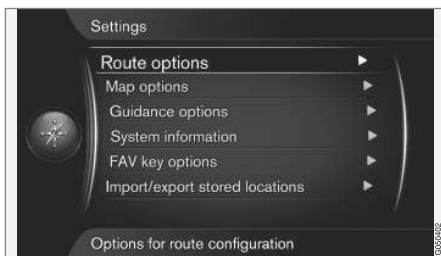 Settings
Route options
Map options
Guidance options
System information
FAV key options
Import/export stored locations
Options for route configuration
G050402